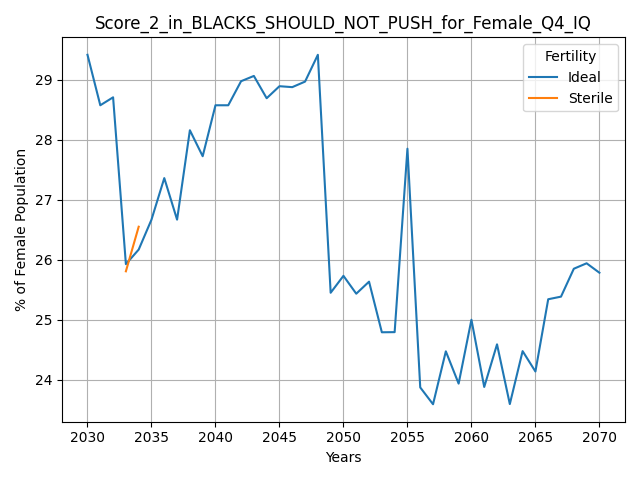 Score_2_in_BLACKS_SHOULD_NOT_PUSH_for_Female_Q4_IQ
Fertility
Ideal
Sterile
% of Female Population
29
28
27
26
25
24
2030 2035 2040 2045 2050 2055 2060 2065 2070
Years